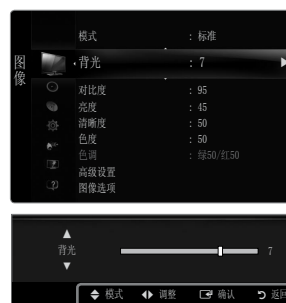 模式 : 标准
图像
背光 : 7
对比度 : 95
亮度 : 45
清晰度 : 50
色度 : 50
色调 : 绿50/红50
高级设置
图像选项
背光 7
模式 调整 确认 返回